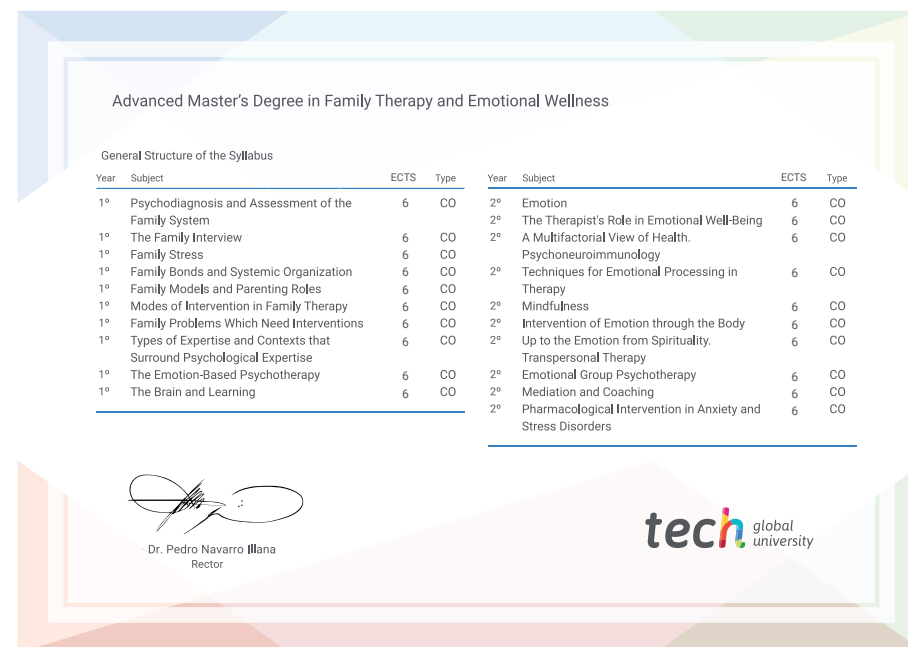 Advanced Master's Degree in Family Therapy and Emotional Wellness
General Structure of the Syllabus
Year Subject ECTS Type
1º Psychodiagnosis and Assessment of the 6 CO
Family System
1º The Family Interview 6 CO
1º Family Stress 6 CO
1º Family Bonds and Systemic Organization 6 CO
1º Family Models and Parenting Roles 6 CO
1º Modes of Intervention in Family Therapy 6 CO
1º Family Problems Which Need Interventions 6 CO
1º Types of Expertise and Contexts that 6 CO
Surround Psychological Expertise
1º The Emotion-Based Psychotherapy 6 CO
1º The Brain and Learning 6 CO
Year Subject ECTS Type
2º Emotion 6 CO
2º The Therapist's Role in Emotional Well-Being 6 CO
2º A Multifactorial View of Health. 6 CO
Psychoneuroimmunology
2º Techniques for Emotional Processing in 6 CO
Therapy
2º Mindfulness 6 CO
2º Intervention of Emotion through the Body 6 CO
2º Up to the Emotion from Spirituality. 6 CO
Transpersonal Therapy
2º Emotional Group Psychotherapy 6 CO
2º Mediation and Coaching 6 CO
2º Pharmacological Intervention in Anxiety and 6 CO
Stress Disorders
Dr. Pedro Navarro Illana
Rector
tech global
university